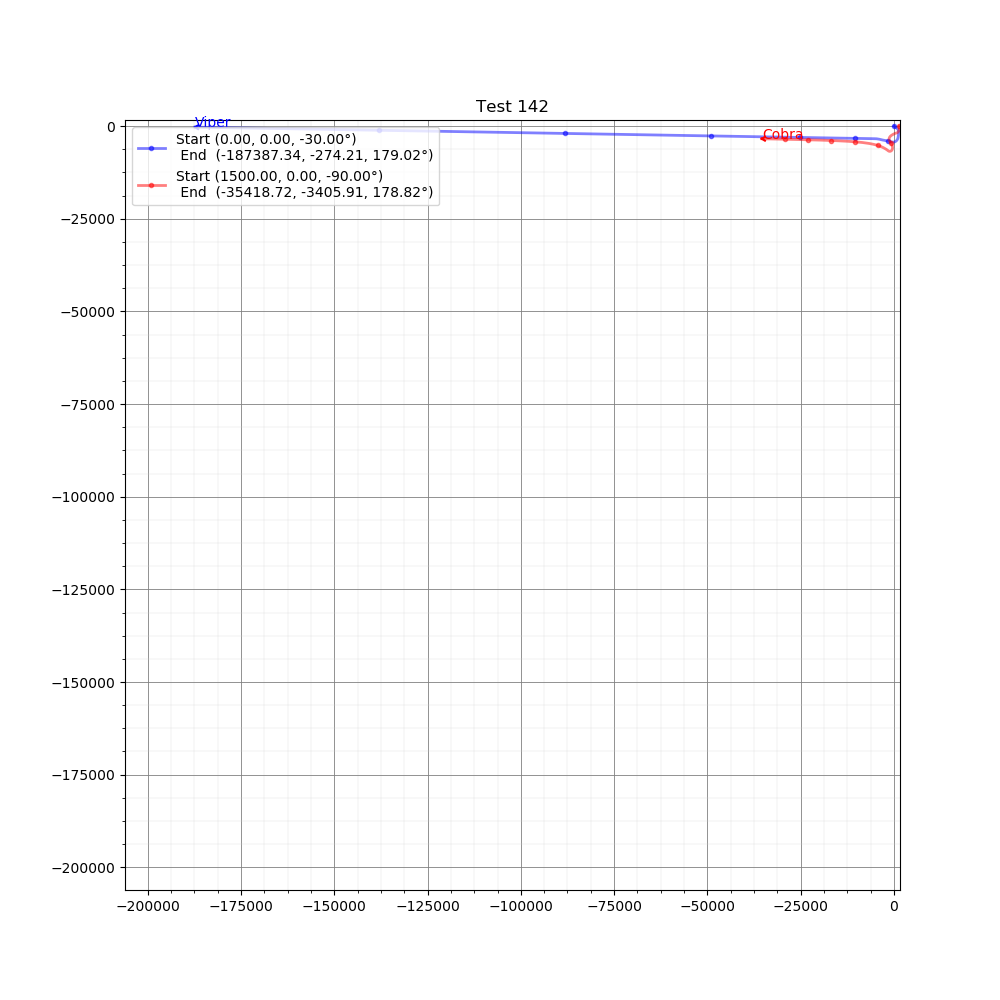 Test 142
Viper
Cobra
Start (0.00, 0.00, -30.00°)
End (-187387.34, -274.21, 179.02°)
Start (1500.00, 0.00, -90.00°)
End (-35418.72, -3405.91, 178.82°)
0
−25000
−50000
−75000
−100000
−125000
−150000
−175000
−200000
−200000 −175000 −150000 −125000 −100000 −75000 −50000 −25000 0